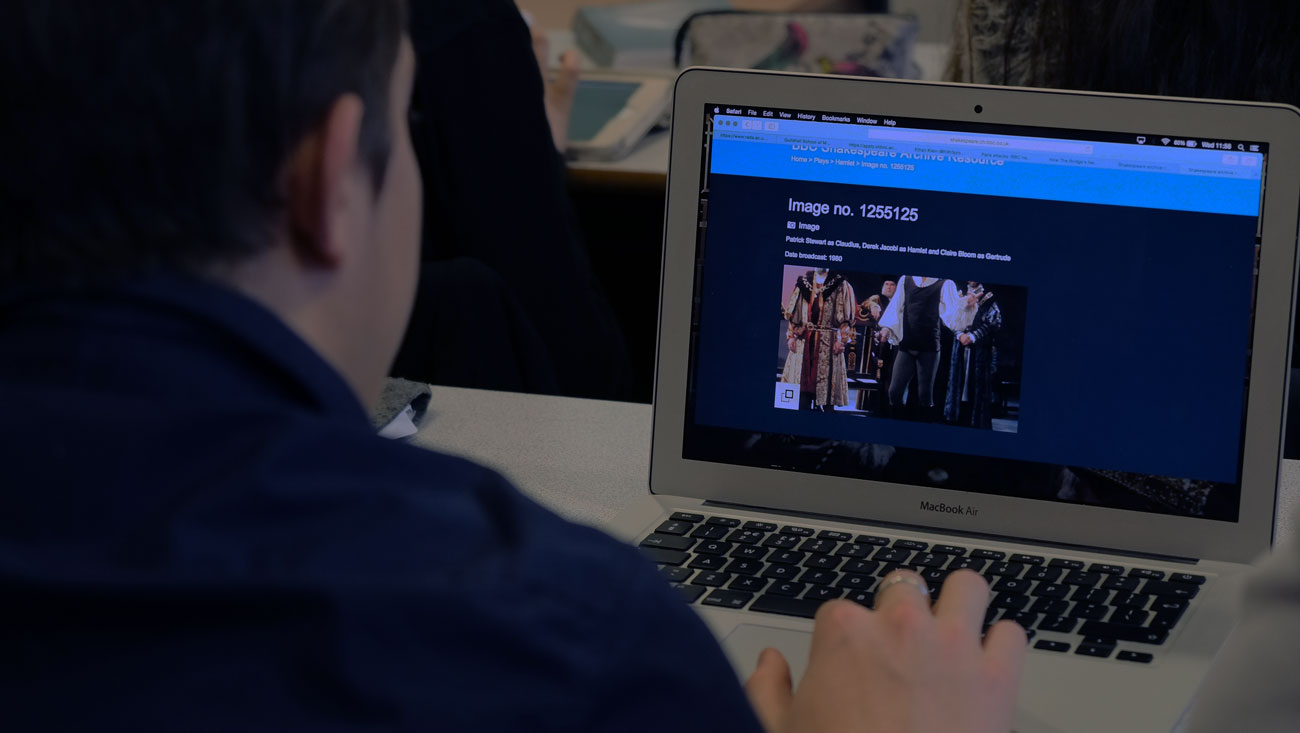 Safari File Edit View History Bookmarks Window Help
80% Wed 11:58
BBC Shakespeare Archive Resource
Home > Plays > Hamlet > Image no. 1255125
Image no. 1255125
Image
Patrick Stewart as Claudius, Derek Jacobi as Hamlet and Claire Bloom as Gertrude
Date broadcast: 1980
MacBook Air